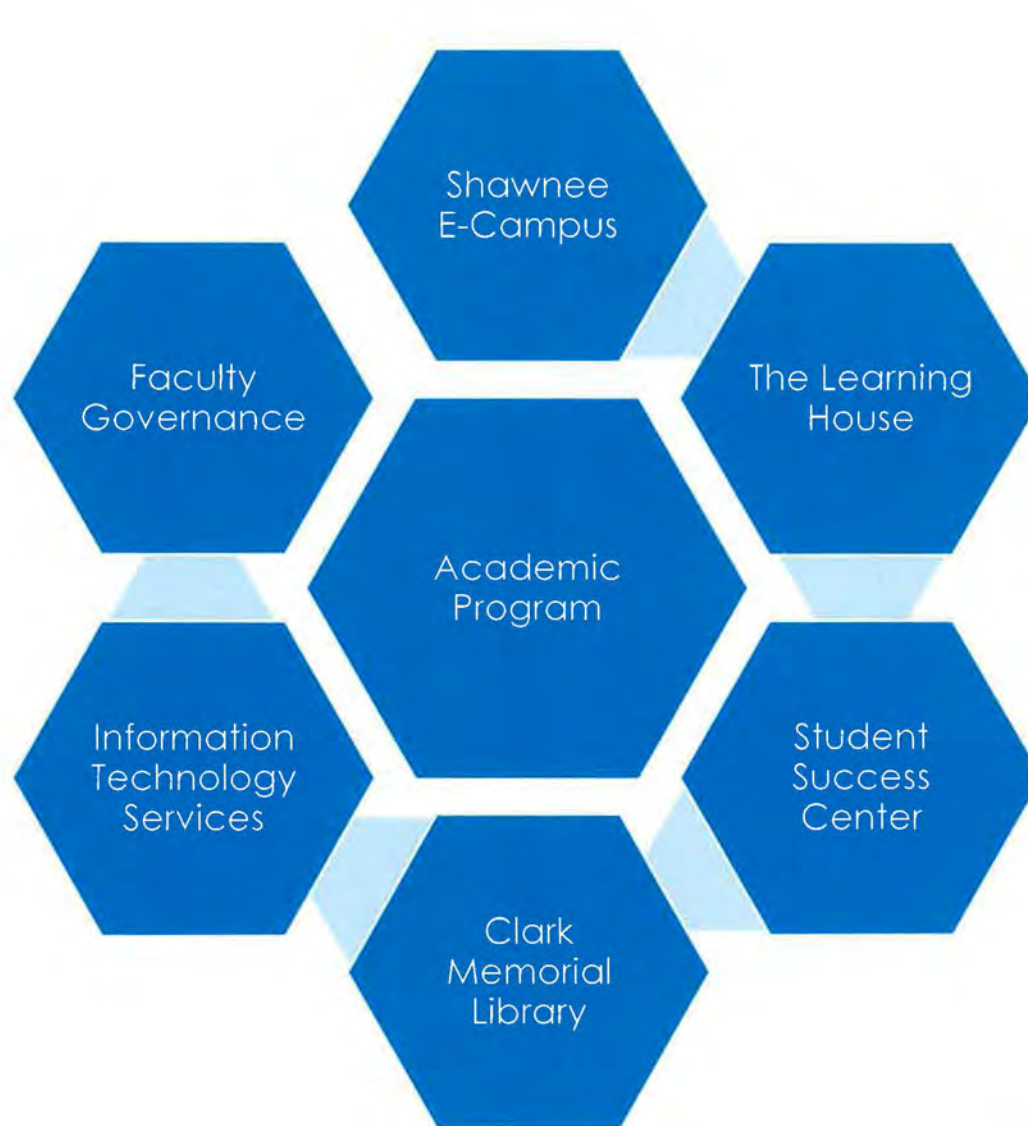 Shawnee
E-Campus
Faculty
Governance
The Learning
House
Academic
Program
Information
Technology
Services
Student
Success
Center
Clark
Memorial
Library